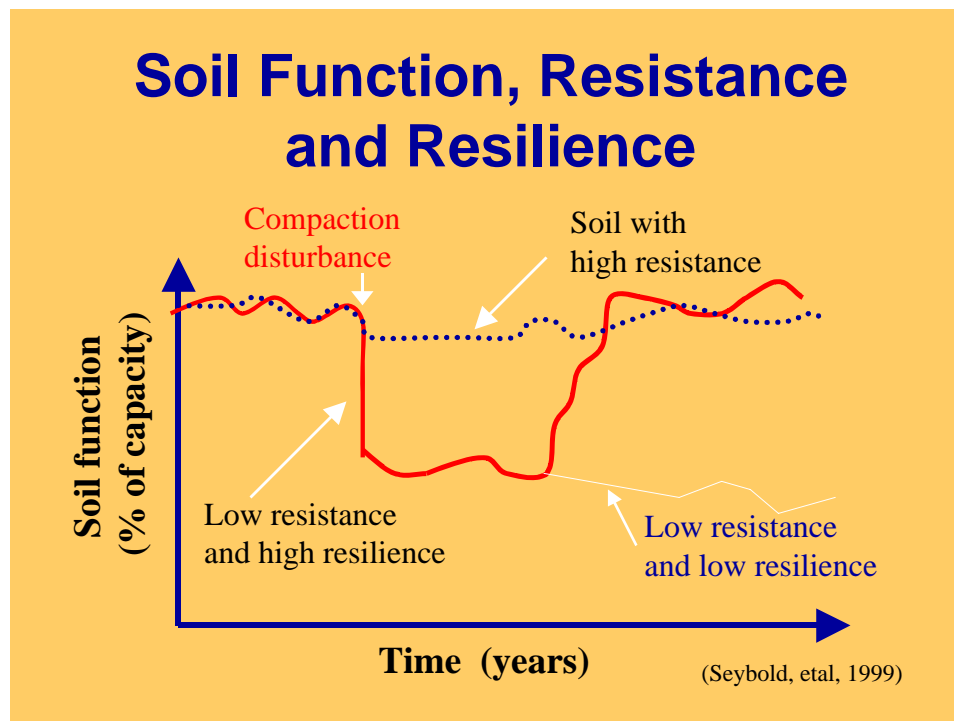 Soil Function, Resistance
and Resilience
Compaction
disturbance
Soil with
high resistance
Soil function
(% of capacity)
Low resistance
and high resilience
Low resistance
and low resilience
Time (years)
(Seybold, etal, 1999)